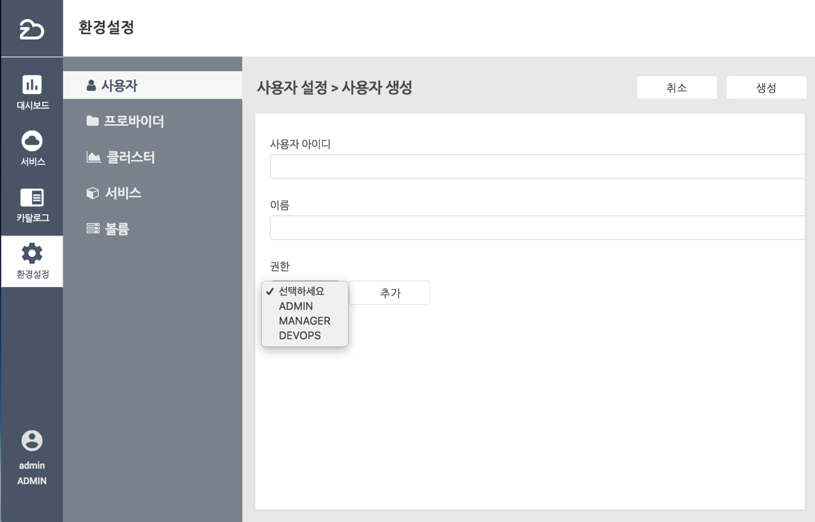 환경설정
대시보드
서비스
카탈로그
환경설정
admin
ADMIN
사용자
프로바이더
클러스터
서비스
볼륨
사용자 설정 > 사용자 생성
취소
생성
사용자 아이디
이름
권한
✓ 선택하세요
ADMIN
MANAGER
DEVOPS
추가